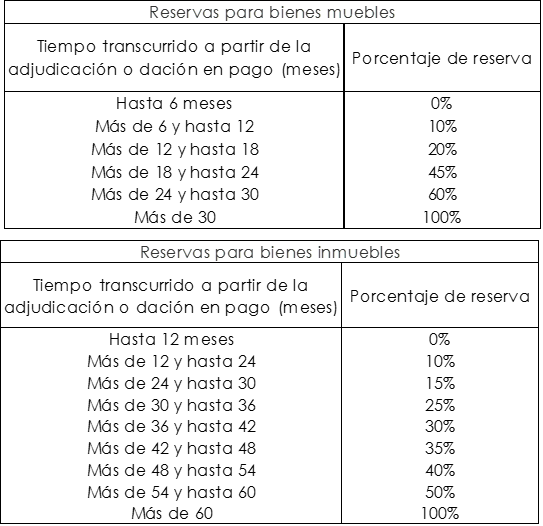 Reservas para bienes muebles
Tiempo transcurrido a partir de la
adjudicación o dación en pago (meses)
Porcentaje de reserva
Hasta 6 meses 0%
Más de 6 y hasta 12 10%
Más de 12 y hasta 18 20%
Más de 18 y hasta 24 45%
Más de 24 y hasta 30 60%
Más de 30 100%
Reservas para bienes inmuebles
Tiempo transcurrido a partir de la
adjudicación o dación en pago (meses)
Porcentaje de reserva
Hasta 12 meses 0%
Más de 12 y hasta 24 10%
Más de 24 y hasta 30 15%
Más de 30 y hasta 36 25%
Más de 36 y hasta 42 30%
Más de 42 y hasta 48 35%
Más de 48 y hasta 54 40%
Más de 54 y hasta 60 50%
Más de 60 100%